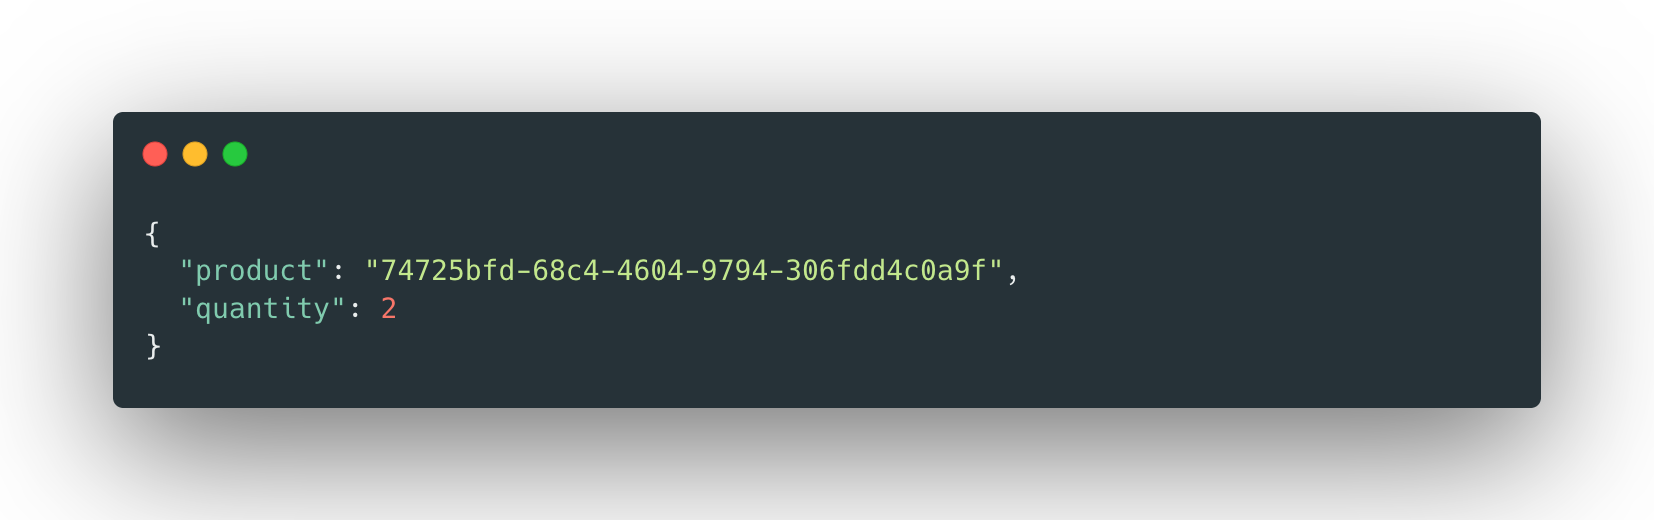 {
  "product": "74725bfd-68c4-4604-9794-306fdd4c0a9f",
  "quantity": 2
}